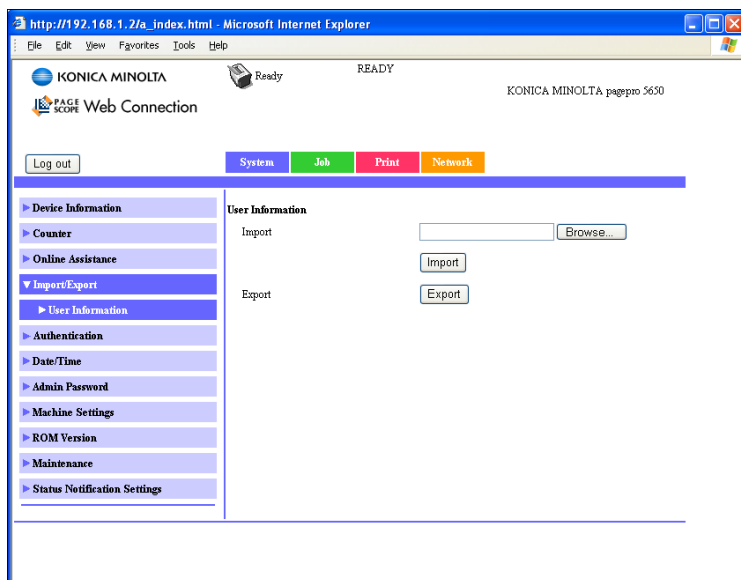 http://192.168.1.2/a_index.html - Microsoft Internet Explorer
File Edit View Favorites Tools Help
KONICA MINOLTA
Ready
READY
KONICA MINOLTA pagepro 5650
PAGE SCOPE Web Connection
Log out
System Job Print Network
Device Information
Counter
Online Assistance
Import/Export
User Information
Authentication
Date/Time
Admin Password
Machine Settings
ROM Version
Maintenance
Status Notification Settings
User Information
Import
Browse...
Import
Export
Export